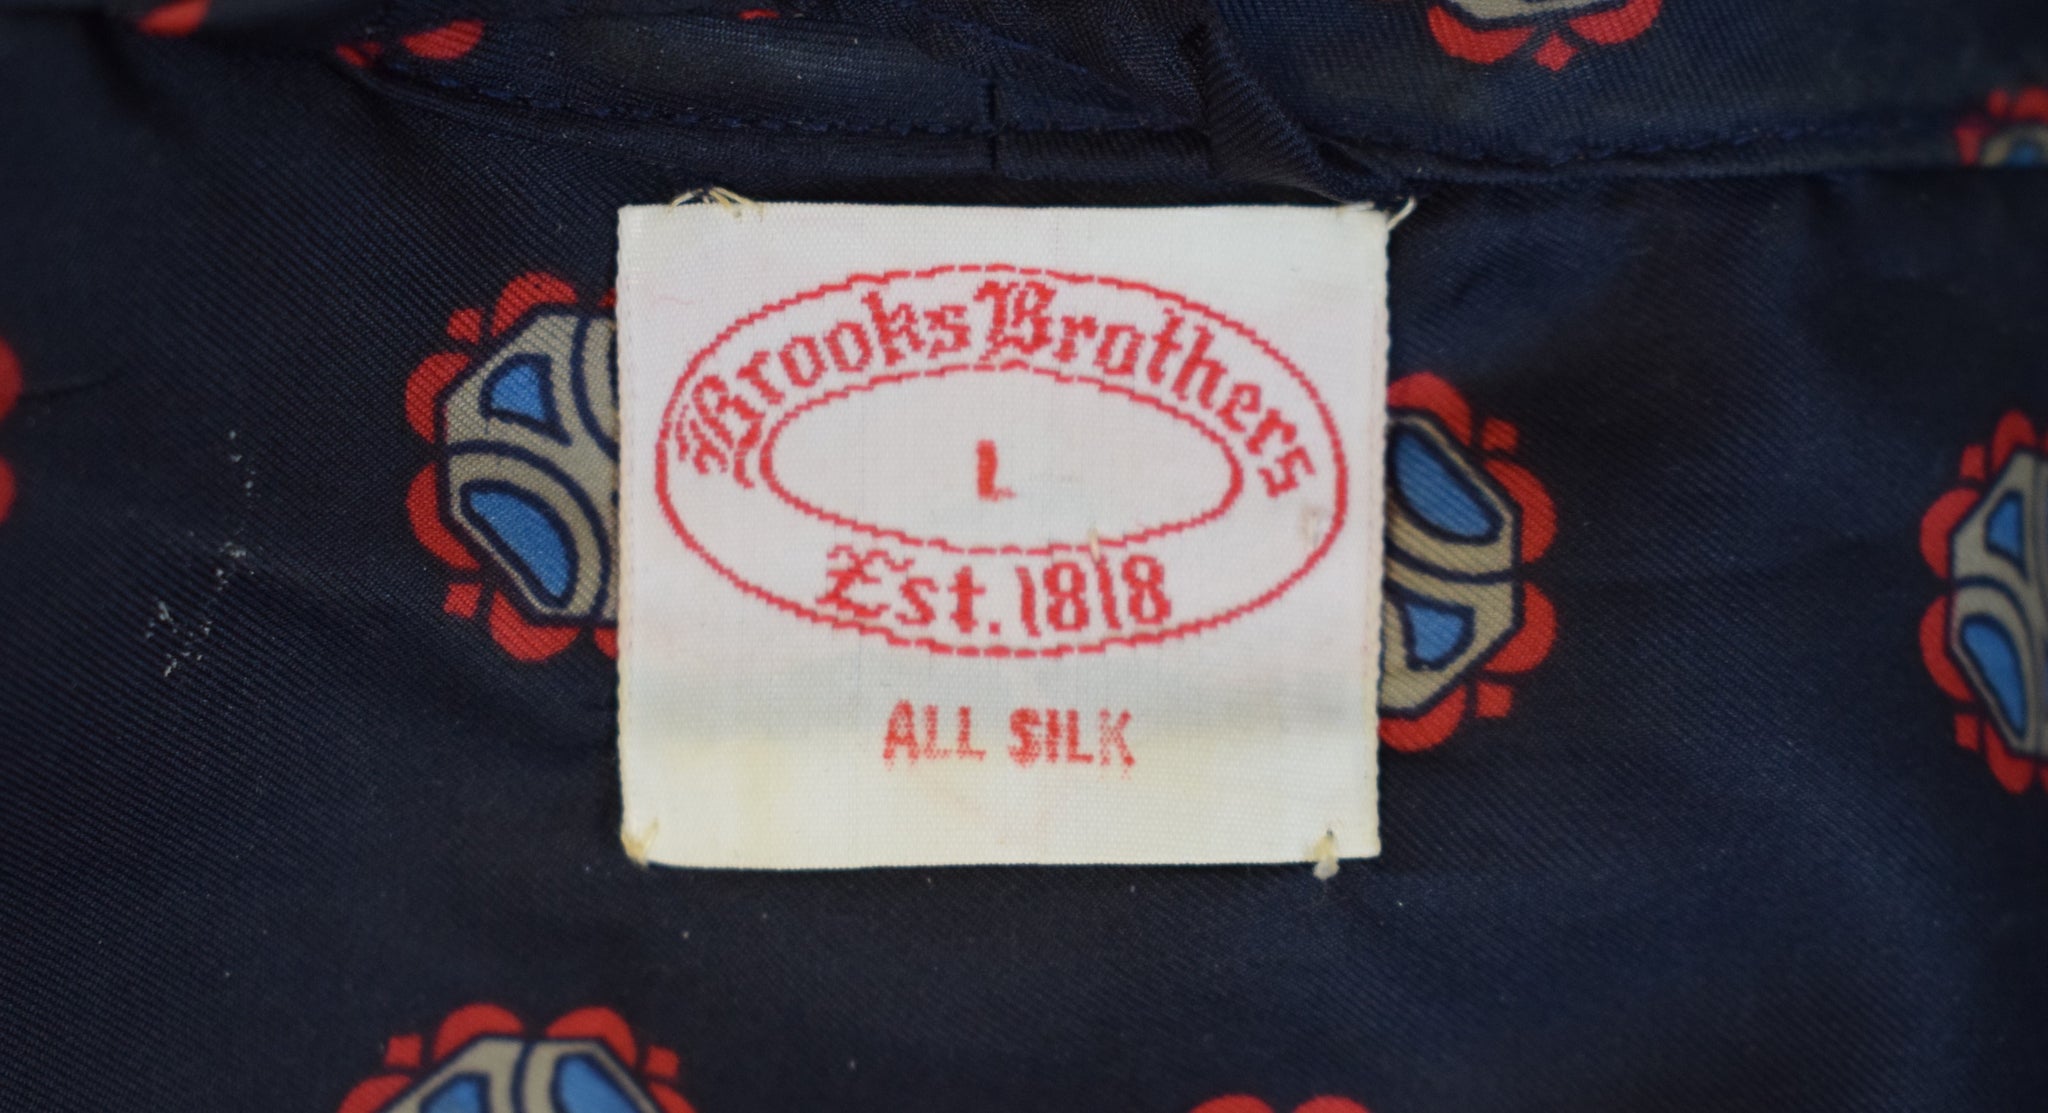 Brooks Brothers
L
Est. 1818
ALL SILK